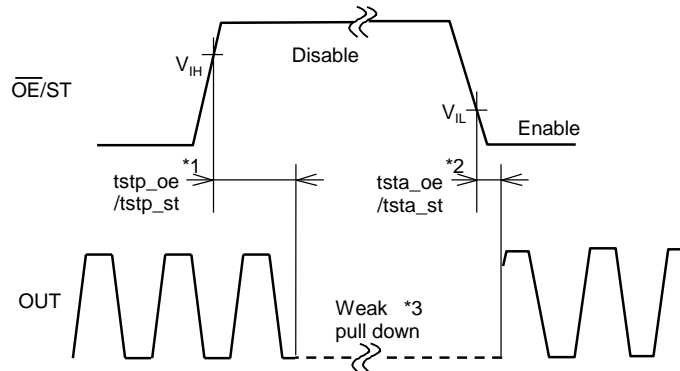 Disable
V_IH
OE/ST
V_IL
Enable
*1
tstp_oe
/tstp_st
*2
tsta_oe
/tsta_st
OUT
Weak *3
pull down